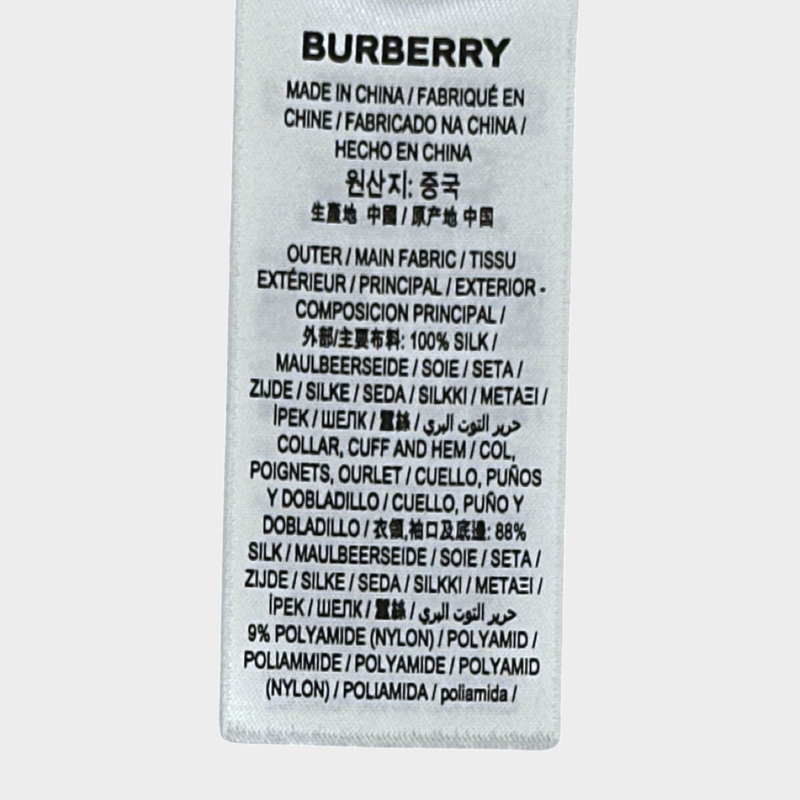 BURBERRY
MADE IN CHINA / FABRIQUÉ EN
CHINE / FABRICADO NA CHINA /
HECHO EN CHINA
원산지: 중국
生產地 中國 / 原产地 中国
OUTER / MAIN FABRIC / TISSU
EXTÉRIEUR / PRINCIPAL / EXTERIOR -
COMPOSICION PRINCIPAL /
外部/主要布料: 100% SILK /
MAULBEERSEIDE / SOIE / SETA /
ZIJDE / SILKE / SEDA / SILKKI / ΜΕΤΑΞΙ /
ІРЕК / ШЕЛК / 蠶絲 / حرير التوت البري /
COLLAR, CUFF AND HEM / COL,
POIGNETS, OURLET / CUELLO, PUÑOS
Y DOBLADILLO / CUELLO, PUÑO Y
DOBLADILLO / 衣領,袖口及底邊: 88%
SILK / MAULBEERSEIDE / SOIE / SETA /
ZIJDE / SILKE / SEDA / SILKKI / ΜΕΤΑΞΙ /
ІРЕК / ШЕЛК / 蠶絲 / حرير التوت البري /
9% POLYAMIDE (NYLON) / POLYAMID /
POLIAMMIDE / POLYAMIDE / POLYAMID
(NYLON) / POLIAMIDA / poliamida /